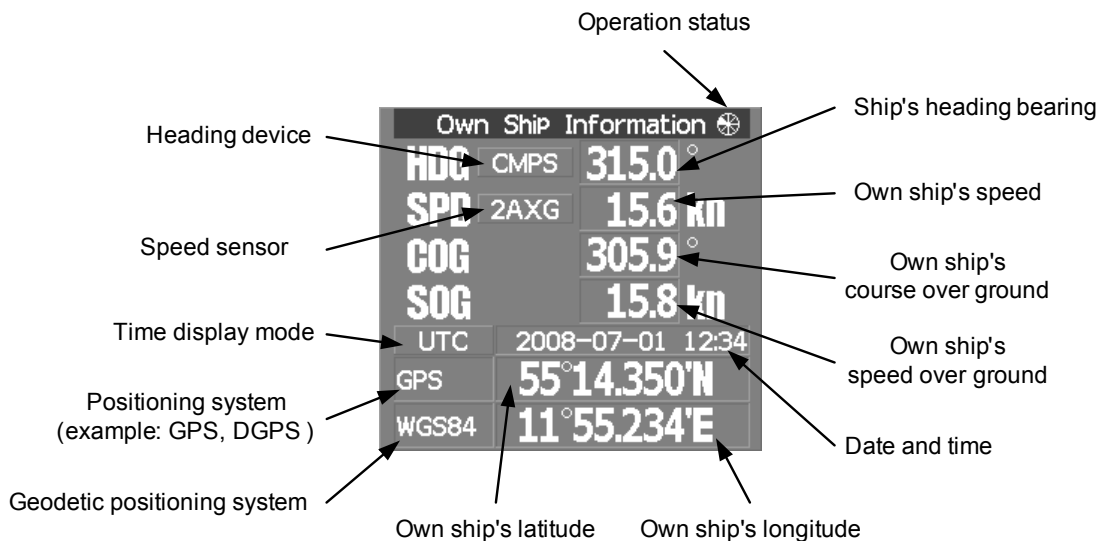 Operation status
Ship's heading bearing
Heading device
Own Ship Information
HDG CMPS 315.0°
Own ship's speed
SPD 2AXG 15.6 kn
Speed sensor
COG 305.9°
Own ship's
course over ground
SOG 15.8 kn
Time display mode
UTC 2008-07-01 12:34
Own ship's
speed over ground
GPS 55°14.350'N
Positioning system
(example: GPS, DGPS )
WGS84 11°55.234'E
Date and time
Geodetic positioning system
Own ship's latitude
Own ship's longitude